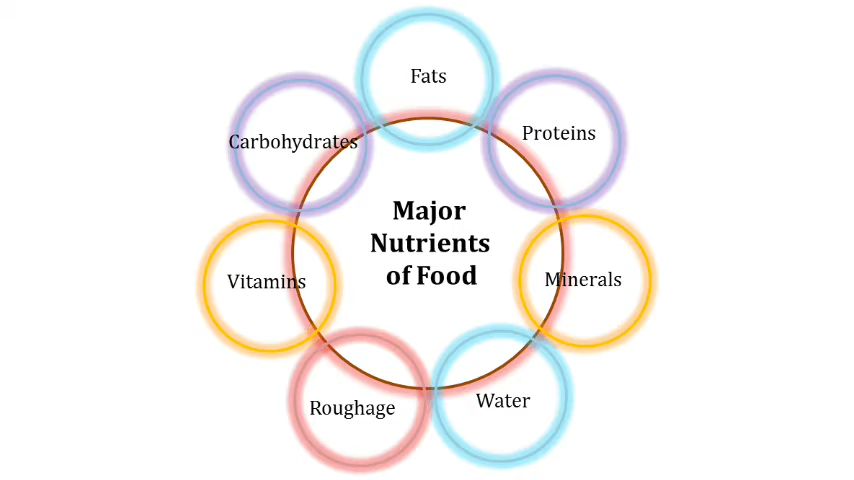 Fats
Proteins
Carbohydrates
Major
Nutrients
of Food
Minerals
Vitamins
Water
Roughage